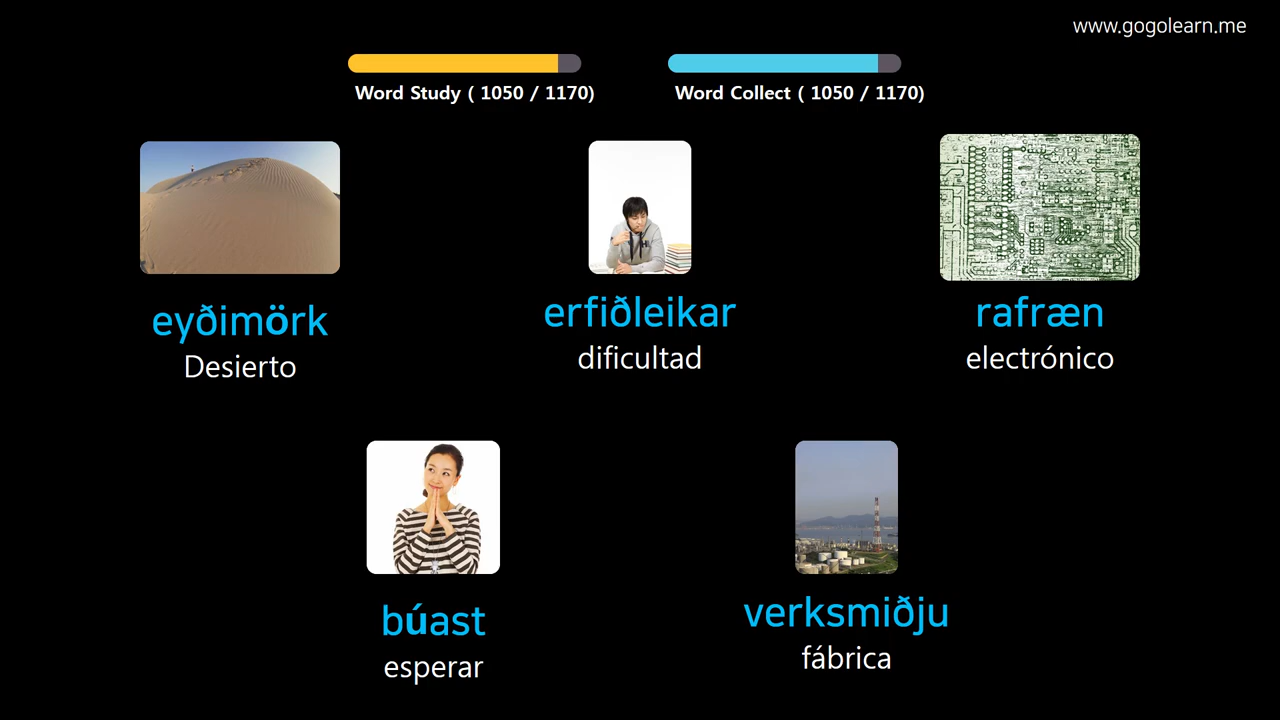 www.gogolearn.me
Word Study ( 1050 / 1170)
Word Collect ( 1050 / 1170)
eyðimörk
Desierto
erfiðleikar
dificultad
rafræn
electrónico
búast
esperar
verksmiðju
fábrica